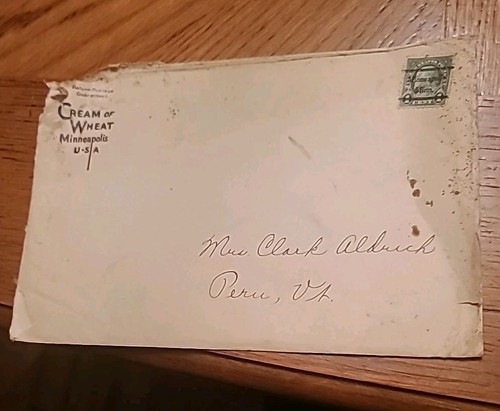 CREAM OF
WHEAT
Minneapolis
U-S-A
Mrs Clark Aldrich
Peru, Vt.